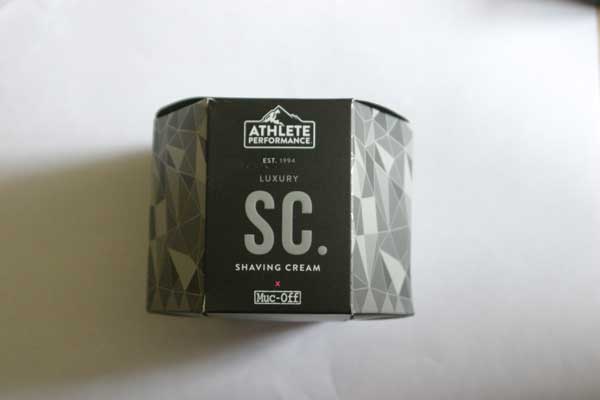 ATHLETE
PERFORMANCE
EST. 1994
LUXURY
SC.
SHAVING CREAM
x
Muc-Off